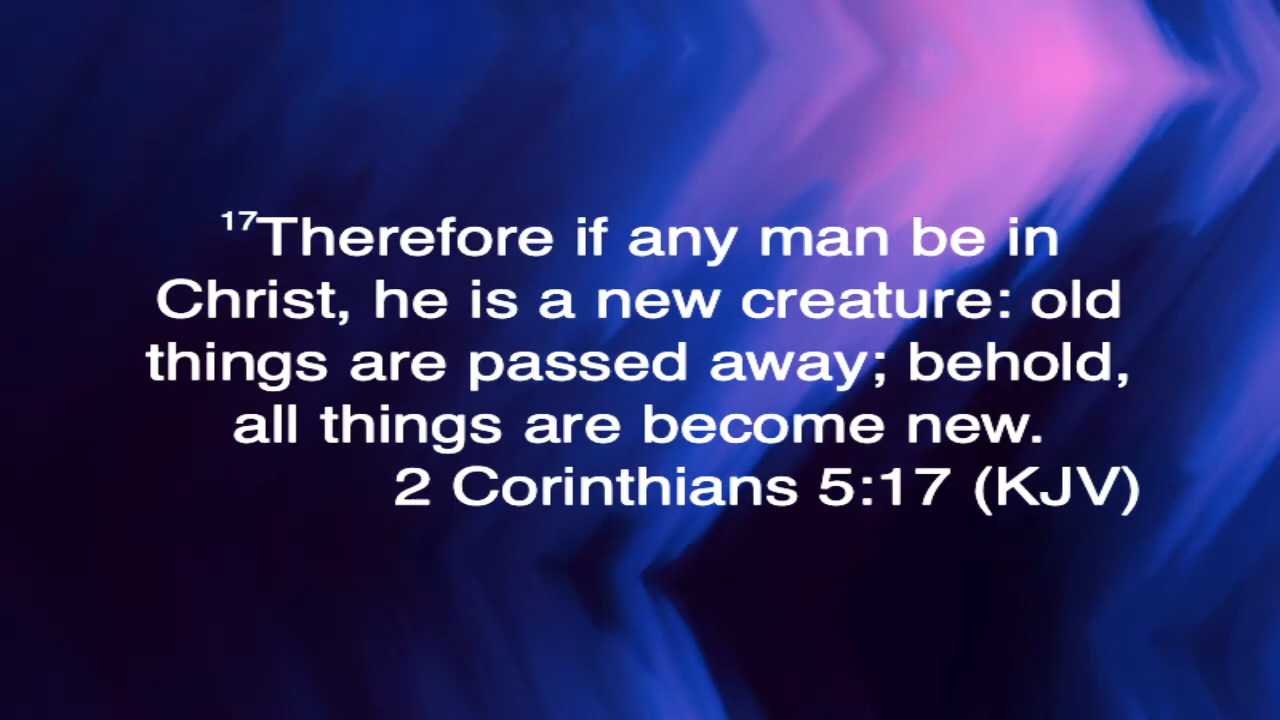 17Therefore if any man be in
Christ, he is a new creature: old
things are passed away; behold,
all things are become new.
2 Corinthians 5:17 (KJV)